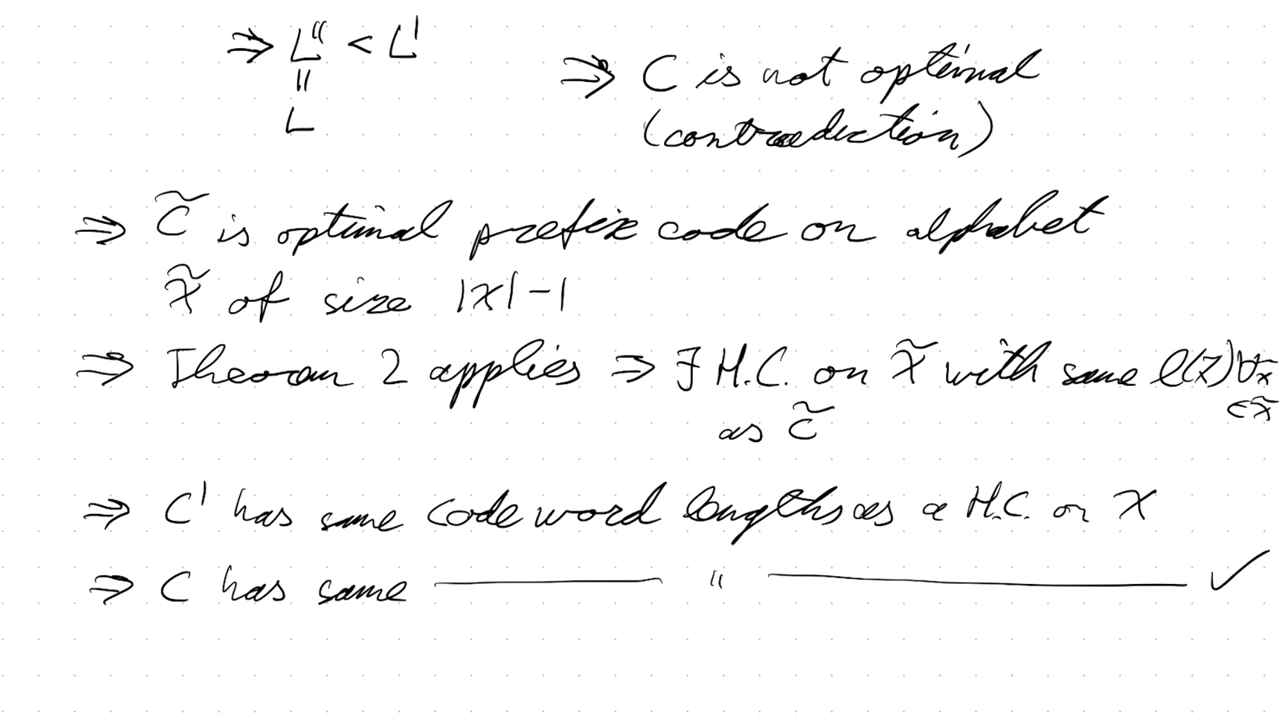 ⇒ L'' < L'
||
L
⇒ C is not optimal
(contradiction)
⇒ C̃ is optimal prefix code on alphabet
X̃ of size |X| - 1
⇒ Theorem 2 applies ⇒ ∃ H.C. on X̃ with same l(x̃) ∀x̃
∈ X̃
as C̃
⇒ C' has same code word lengths as a H.C. on X
⇒ C has same —— " —— ✓